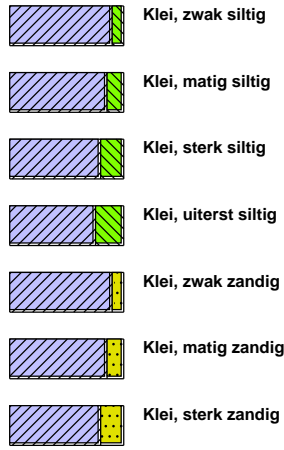 Klei, zwak siltig
Klei, matig siltig
Klei, sterk siltig
Klei, uiterst siltig
Klei, zwak zandig
Klei, matig zandig
Klei, sterk zandig